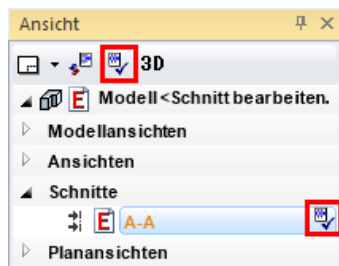 Ansicht
3D
E Modell<Schnitt bearbeiten.
Modellansichten
Ansichten
Schnitte
E A-A
Planansichten